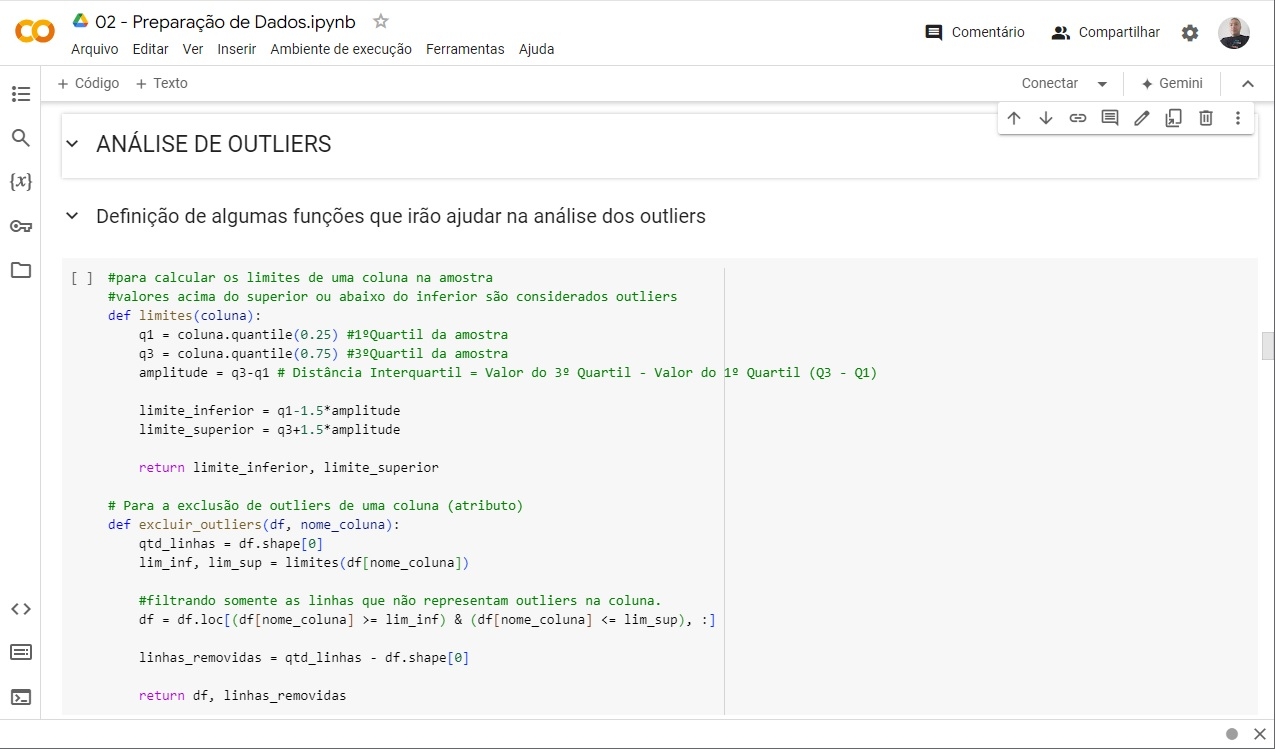 02 - Preparação de Dados.ipynb
Arquivo Editar Ver Inserir Ambiente de execução Ferramentas Ajuda
Comentário Compartilhar
+ Código + Texto
Conectar Gemini
ANÁLISE DE OUTLIERS
Definição de algumas funções que irão ajudar na análise dos outliers
[ ] #para calcular os limites de uma coluna na amostra
#valores acima do superior ou abaixo do inferior são considerados outliers
def limites(coluna):
    q1 = coluna.quantile(0.25) #1ºQuartil da amostra
    q3 = coluna.quantile(0.75) #3ºQuartil da amostra
    amplitude = q3-q1 # Distância Interquartil = Valor do 3º Quartil - Valor do 1º Quartil (Q3 - Q1)
    limite_inferior = q1-1.5*amplitude
    limite_superior = q3+1.5*amplitude
    return limite_inferior, limite_superior
# Para a exclusão de outliers de uma coluna (atributo)
def excluir_outliers(df, nome_coluna):
    qtd_linhas = df.shape[0]
    lim_inf, lim_sup = limites(df[nome_coluna])
    #filtrando somente as linhas que não representam outliers na coluna.
    df = df.loc[(df[nome_coluna] >= lim_inf) & (df[nome_coluna] <= lim_sup), :]
    linhas_removidas = qtd_linhas - df.shape[0]
    return df, linhas_removidas